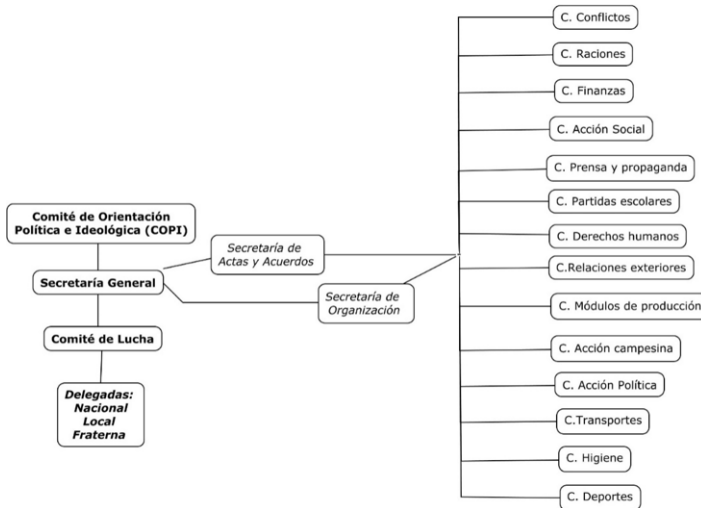 Comité de Orientación
Política e Ideológica (COPI)
Secretaría General
Comité de Lucha
Delegadas:
Nacional
Local
Fraterna
Secretaría de
Actas y Acuerdos
Secretaría de
Organización
C. Conflictos
C. Raciones
C. Finanzas
C. Acción Social
C. Prensa y propaganda
C. Partidas escolares
C. Derechos humanos
C.Relaciones exteriores
C. Módulos de producción
C. Acción campesina
C. Acción Política
C.Transportes
C. Higiene
C. Deportes